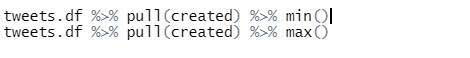 tweets.df %>% pull(created) %>% min()
tweets.df %>% pull(created) %>% max()